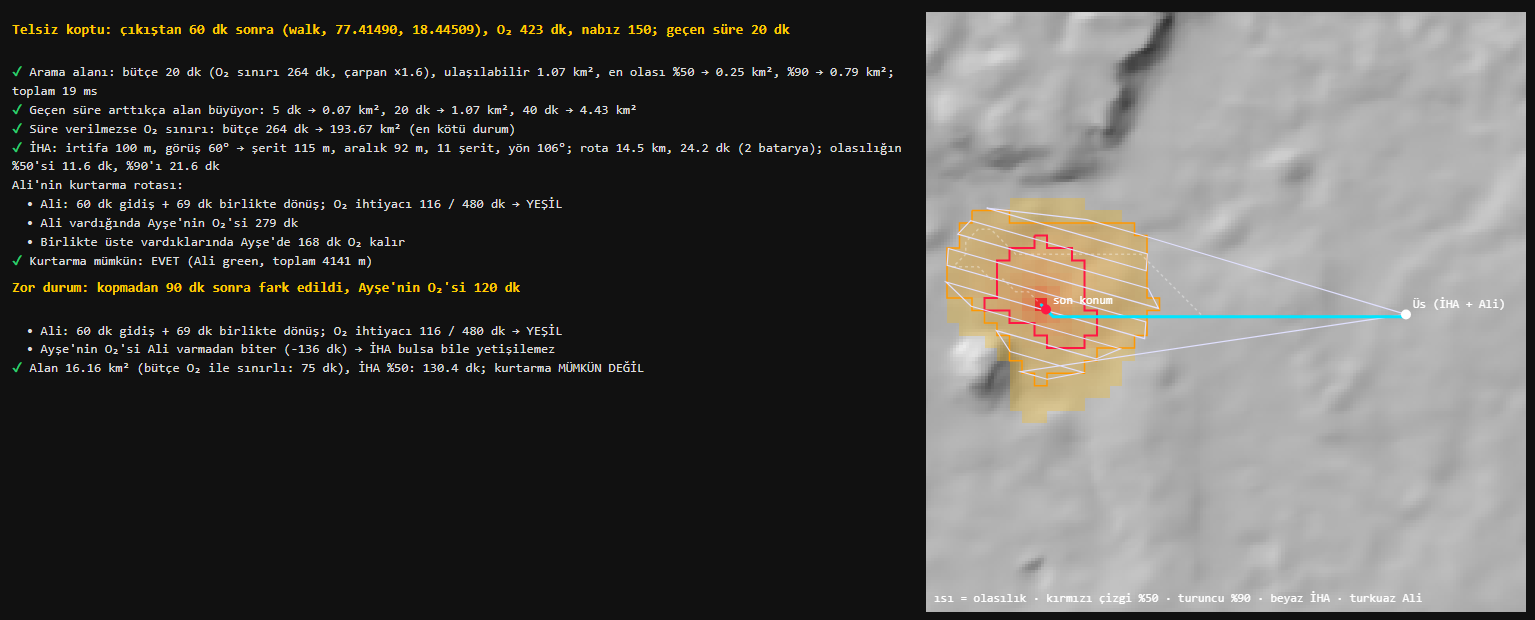 Telsiz koptu: çıkıştan 60 dk sonra (walk, 77.41490, 18.44509), O₂ 423 dk, nabız 150; geçen süre 20 dk
✓ Arama alanı: bütçe 20 dk (O₂ sınırı 264 dk, çarpan ×1.6), ulaşılabilir 1.07 km², en olası %50 → 0.25 km², %90 → 0.79 km²;
toplam 19 ms
✓ Geçen süre arttıkça alan büyüyor: 5 dk → 0.07 km², 20 dk → 1.07 km², 40 dk → 4.43 km²
✓ Süre verilmezse O₂ sınırı: bütçe 264 dk → 193.67 km² (en kötü durum)
✓ İHA: irtifa 100 m, görüş 60° → şerit 115 m, aralık 92 m, 11 şerit, yön 106°; rota 14.5 km, 24.2 dk (2 batarya); olasılığın
%50'si 11.6 dk, %90'ı 21.6 dk
Ali'nin kurtarma rotası:
• Ali: 60 dk gidiş + 69 dk birlikte dönüş; O₂ ihtiyacı 116 / 480 dk → YEŞİL
• Ali vardığında Ayşe'nin O₂'si 279 dk
• Birlikte üste vardıklarında Ayşe'de 168 dk O₂ kalır
✓ Kurtarma mümkün: EVET (Ali green, toplam 4141 m)
Zor durum: kopmadan 90 dk sonra fark edildi, Ayşe'nin O₂'si 120 dk
• Ali: 60 dk gidiş + 69 dk birlikte dönüş; O₂ ihtiyacı 116 / 480 dk → YEŞİL
• Ayşe'nin O₂'si Ali varmadan biter (-136 dk) → İHA bulsa bile yetişilemez
✓ Alan 16.16 km² (bütçe O₂ ile sınırlı: 75 dk), İHA %50: 130.4 dk; kurtarma MÜMKÜN DEĞİL
son konum
Üs (İHA + Ali)
ısı = olasılık · kırmızı çizgi %50 · turuncu %90 · beyaz İHA · turkuaz Ali